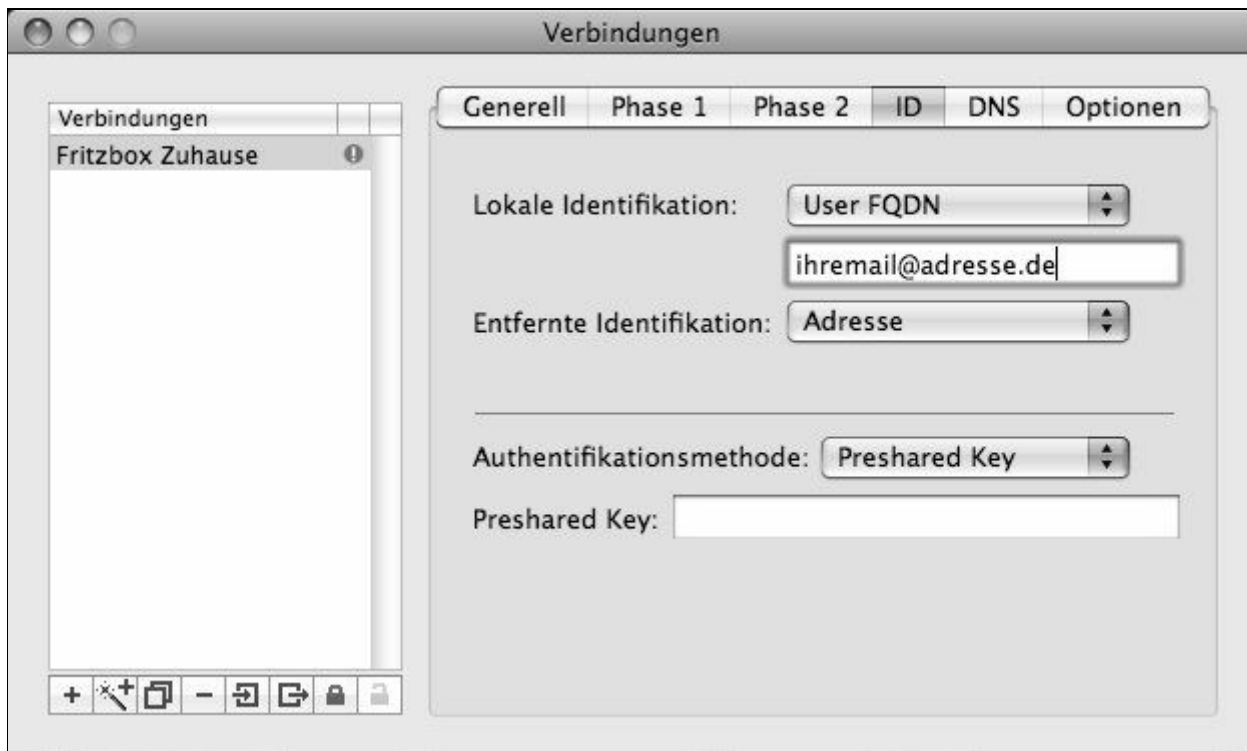 Verbindungen
Verbindungen
Fritzbox Zuhause
Generell Phase 1 Phase 2 ID DNS Optionen
Lokale Identifikation: User FQDN
ihremail@adresse.de
Entfernte Identifikation: Adresse
Authentifikationsmethode: Preshared Key
Preshared Key: